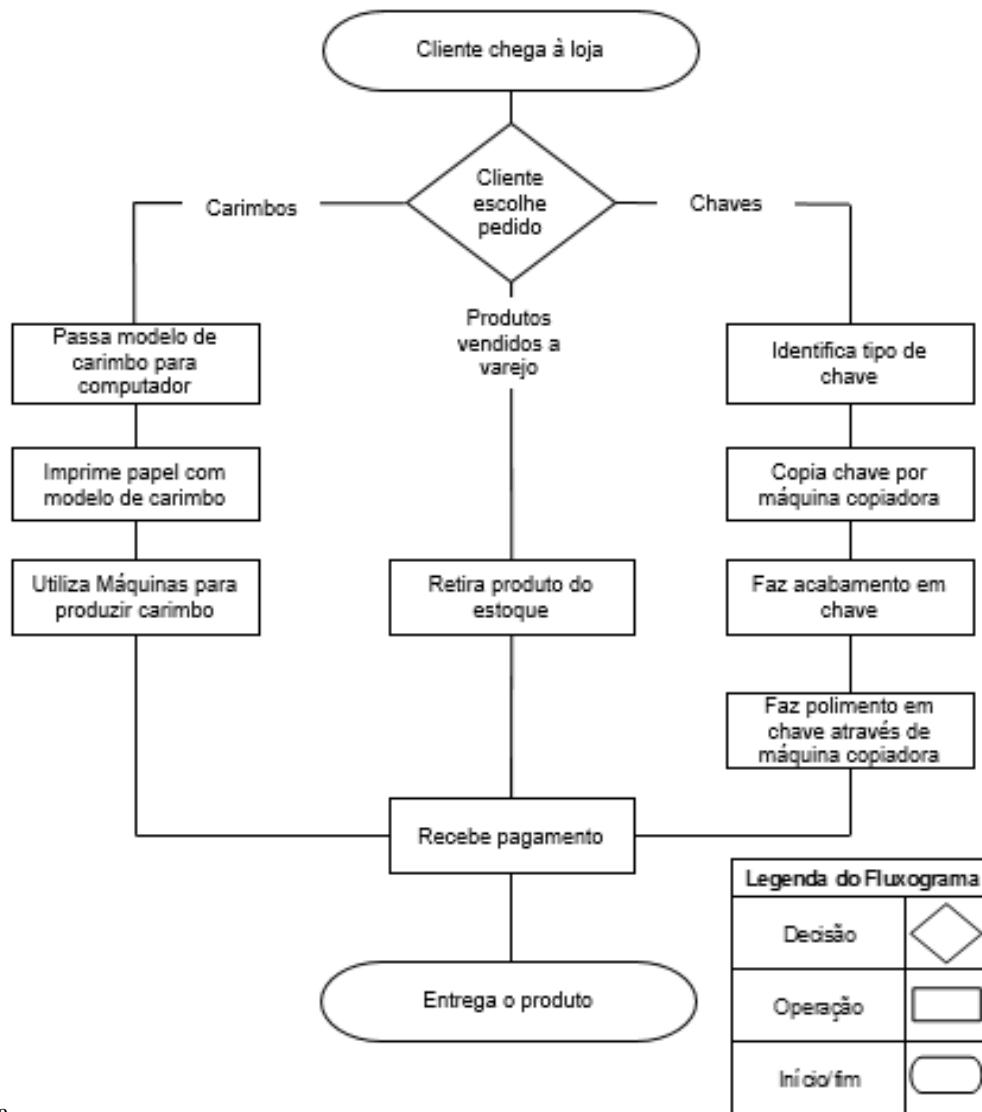 Cliente chega à loja
Cliente
escolhe
pedido
Carimbos
Chaves
Produtos
vendidos a
varejo
Passa modelo de
carimbo para
computador
Imprime papel com
modelo de carimbo
Utiliza Máquinas para
produzir carimbo
Retira produto do
estoque
Identifica tipo de
chave
Copia chave por
máquina copiadora
Faz acabamento em
chave
Faz polimento em
chave através de
máquina copiadora
Recebe pagamento
Entrega o produto
Legenda do Fluxograma
Decisão
Operação
Início/fim